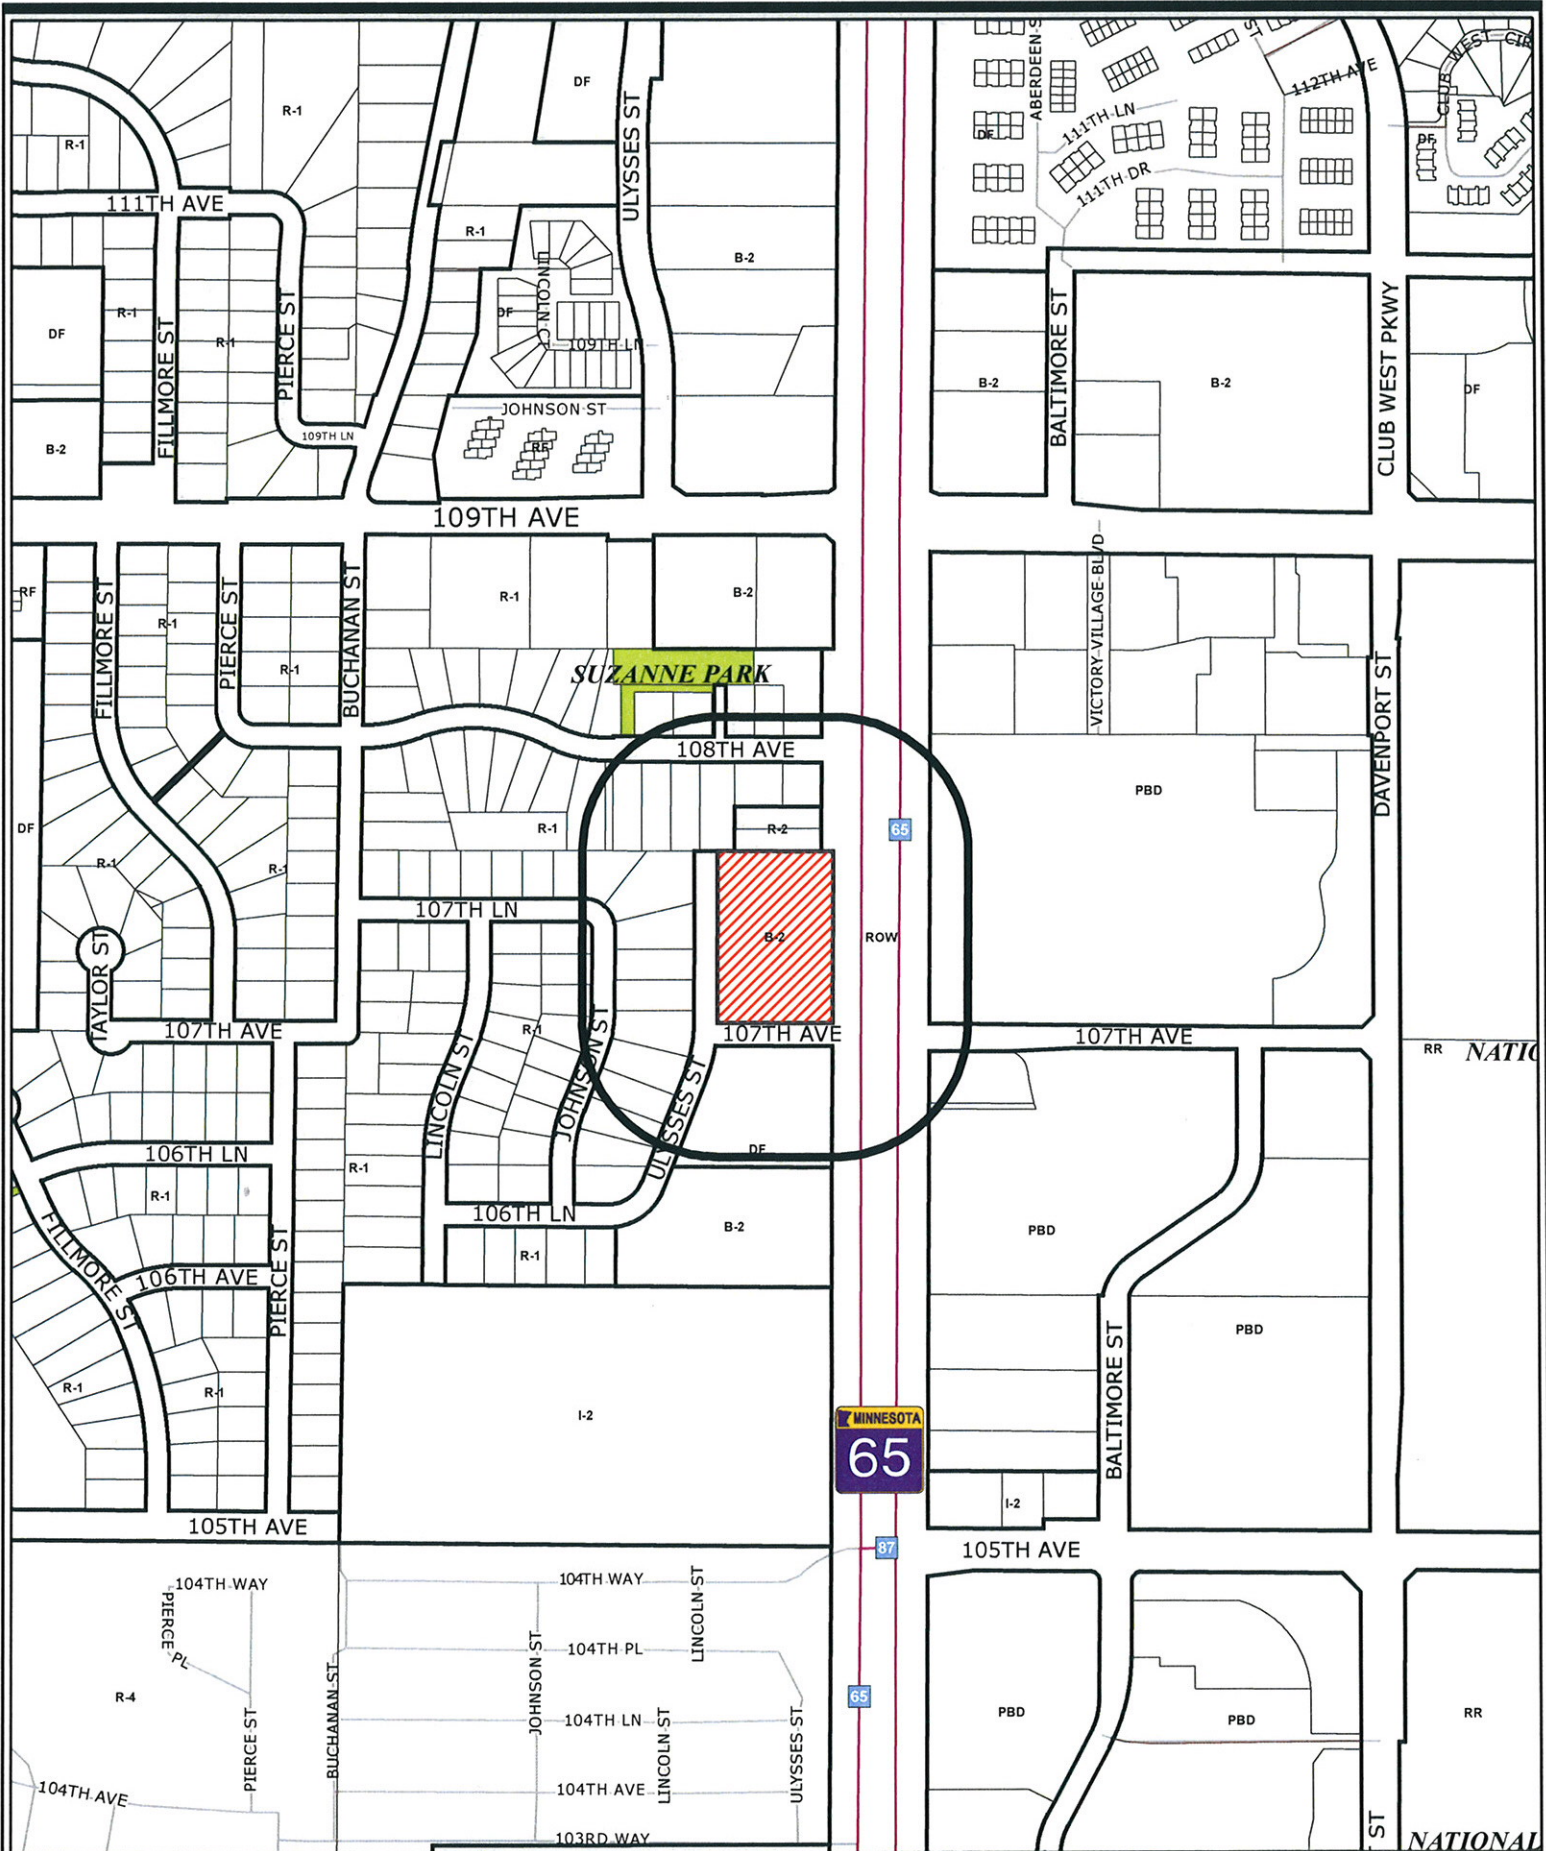 DF
ULYSSES ST
ABERDEEN S
ST
112TH AVE
CLUB WEST CIR
R-1
111TH LN
DF
DF
R-1
111TH DR
111TH AVE
R-1
B-2
LINCOLN CT
R-1
DF
DF
FILLMORE ST
R-1
PIERCE ST
109TH LN
BALTIMORE ST
CLUB WEST PKWY
B-2
B-2
DF
JOHNSON ST
109TH LN
RF
B-2
109TH AVE
RF
FILLMORE ST
R-1
PIERCE ST
R-1
BUCHANAN ST
R-1
B-2
VICTORY VILLAGE BLVD
SUZANNE PARK
DAVENPORT ST
108TH AVE
PBD
DF
R-1
R-2
65
R-1
R-1
107TH LN
B-2
ROW
TAYLOR ST
107TH AVE
R-1
107TH AVE
107TH AVE
RR
NATIO
LINCOLN ST
JOHNSON ST
ULYSSES ST
DF
106TH LN
R-1
R-1
106TH LN
B-2
PBD
FILLMORE ST
PIERCE ST
R-1
106TH AVE
PBD
BALTIMORE ST
R-1
R-1
I-2
MINNESOTA
65
I-2
105TH AVE
87
105TH AVE
104TH WAY
104TH WAY
LINCOLN ST
PIERCE PL
JOHNSON ST
104TH PL
R-4
BUCHANAN ST
65
PIERCE ST
104TH LN
LINCOLN ST
ULYSSES ST
PBD
PBD
RR
104TH AVE
104TH AVE
103RD WAY
ST
NATIONAL